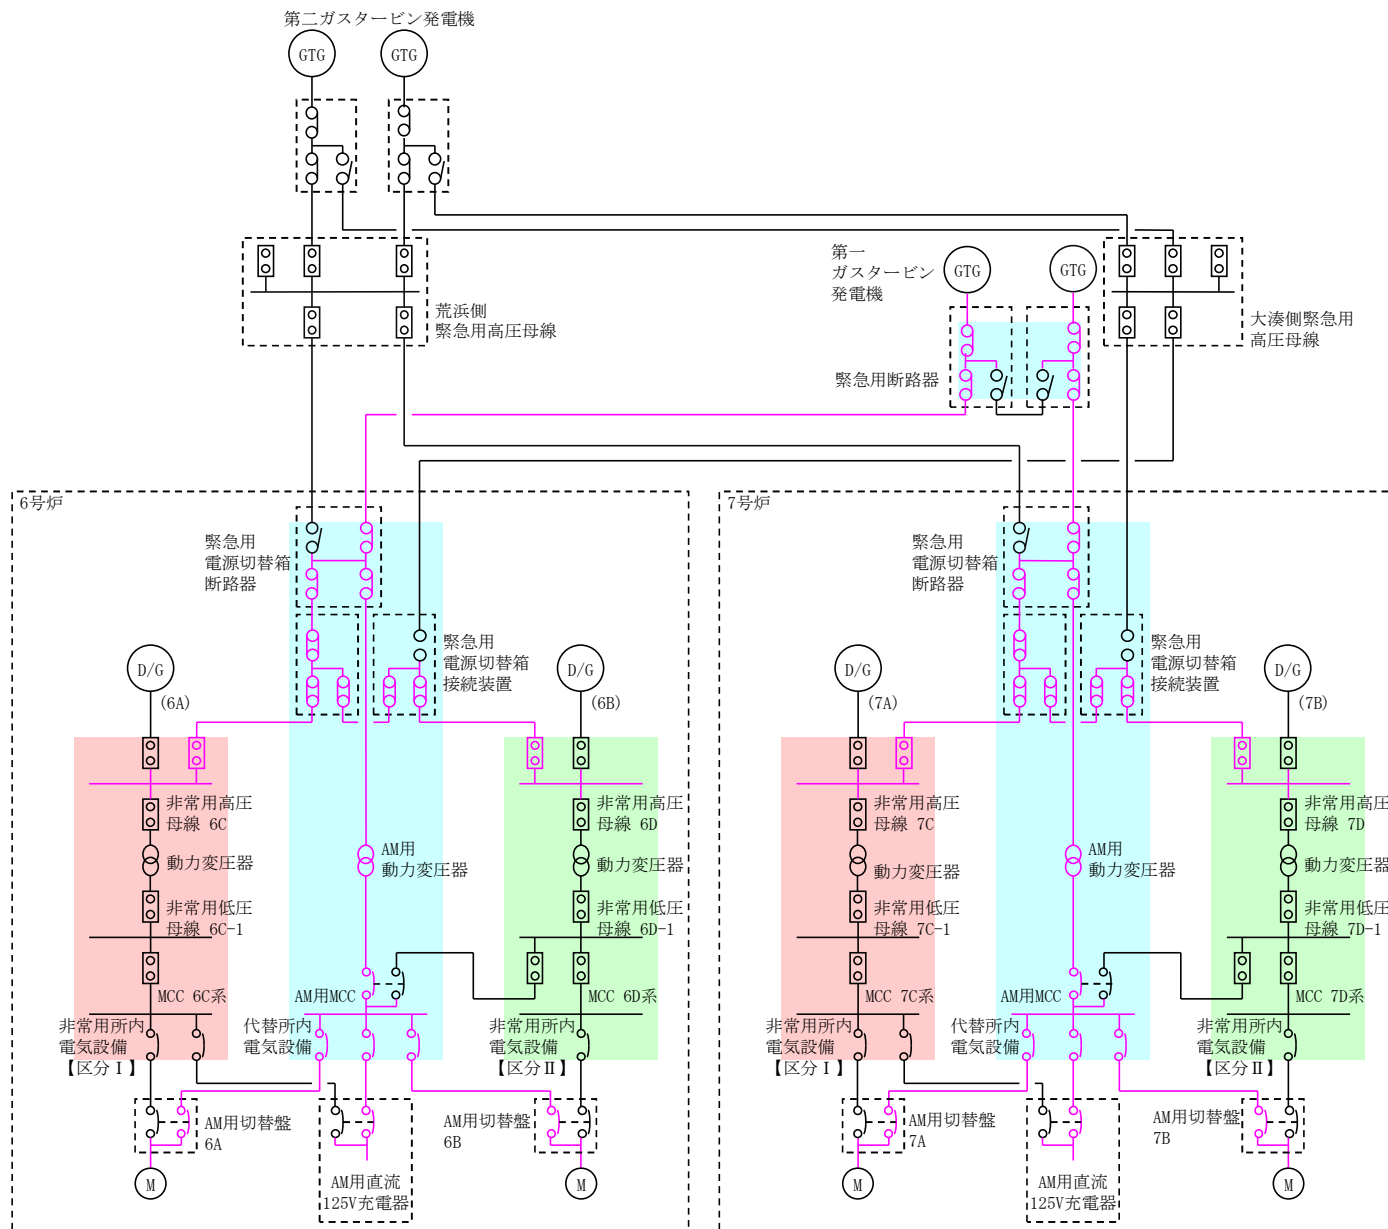 第二ガスタービン発電機
GTG
GTG
第一
ガスタービン
発電機
GTG
GTG
荒浜側
緊急用高圧母線
大湊側緊急用
高圧母線
緊急用断路器
6号炉
緊急用
電源切替箱
断路器
緊急用
電源切替箱
接続装置
D/G
(6A)
D/G
(6B)
非常用高圧
母線 6C
動力変圧器
非常用低圧
母線 6C-1
MCC 6C系
非常用所内
電気設備
【区分Ⅰ】
AM用
動力変圧器
AM用MCC
代替所内
電気設備
非常用高圧
母線 6D
動力変圧器
非常用低圧
母線 6D-1
MCC 6D系
非常用所内
電気設備
【区分Ⅱ】
AM用切替盤
6A
M
AM用直流
125V充電器
AM用切替盤
6B
M
7号炉
緊急用
電源切替箱
断路器
緊急用
電源切替箱
接続装置
D/G
(7A)
D/G
(7B)
非常用高圧
母線 7C
動力変圧器
非常用低圧
母線 7C-1
MCC 7C系
非常用所内
電気設備
【区分Ⅰ】
AM用
動力変圧器
AM用MCC
代替所内
電気設備
非常用高圧
母線 7D
動力変圧器
非常用低圧
母線 7D-1
MCC 7D系
非常用所内
電気設備
【区分Ⅱ】
AM用切替盤
7A
M
AM用直流
125V充電器
AM用切替盤
7B
M